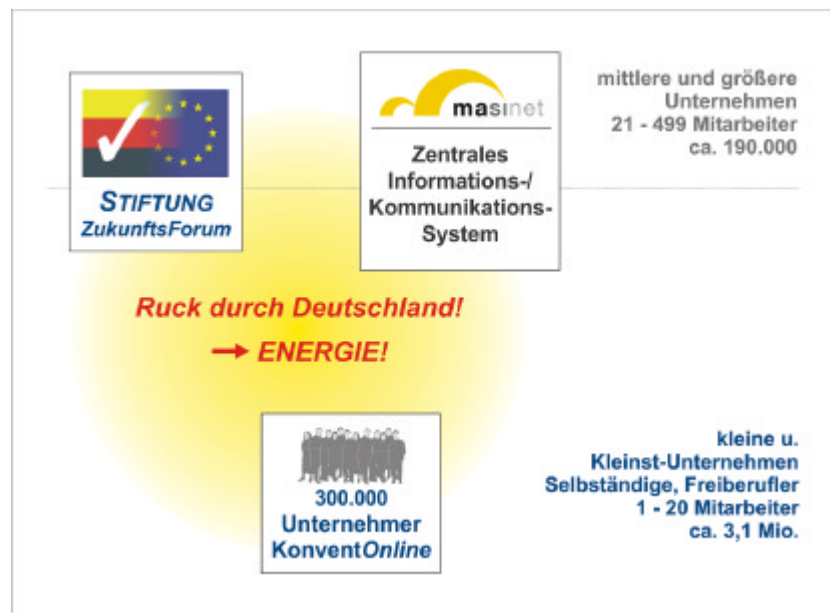 STIFTUNG
ZukunftsForum
masinet
Zentrales
Informations-/
Kommunikations-
System
mittlere und größere
Unternehmen
21 - 499 Mitarbeiter
ca. 190.000
Ruck durch Deutschland!
→ ENERGIE!
300.000
Unternehmer
KonventOnline
kleine u.
Kleinst-Unternehmen
Selbständige, Freiberufler
1 - 20 Mitarbeiter
ca. 3,1 Mio.